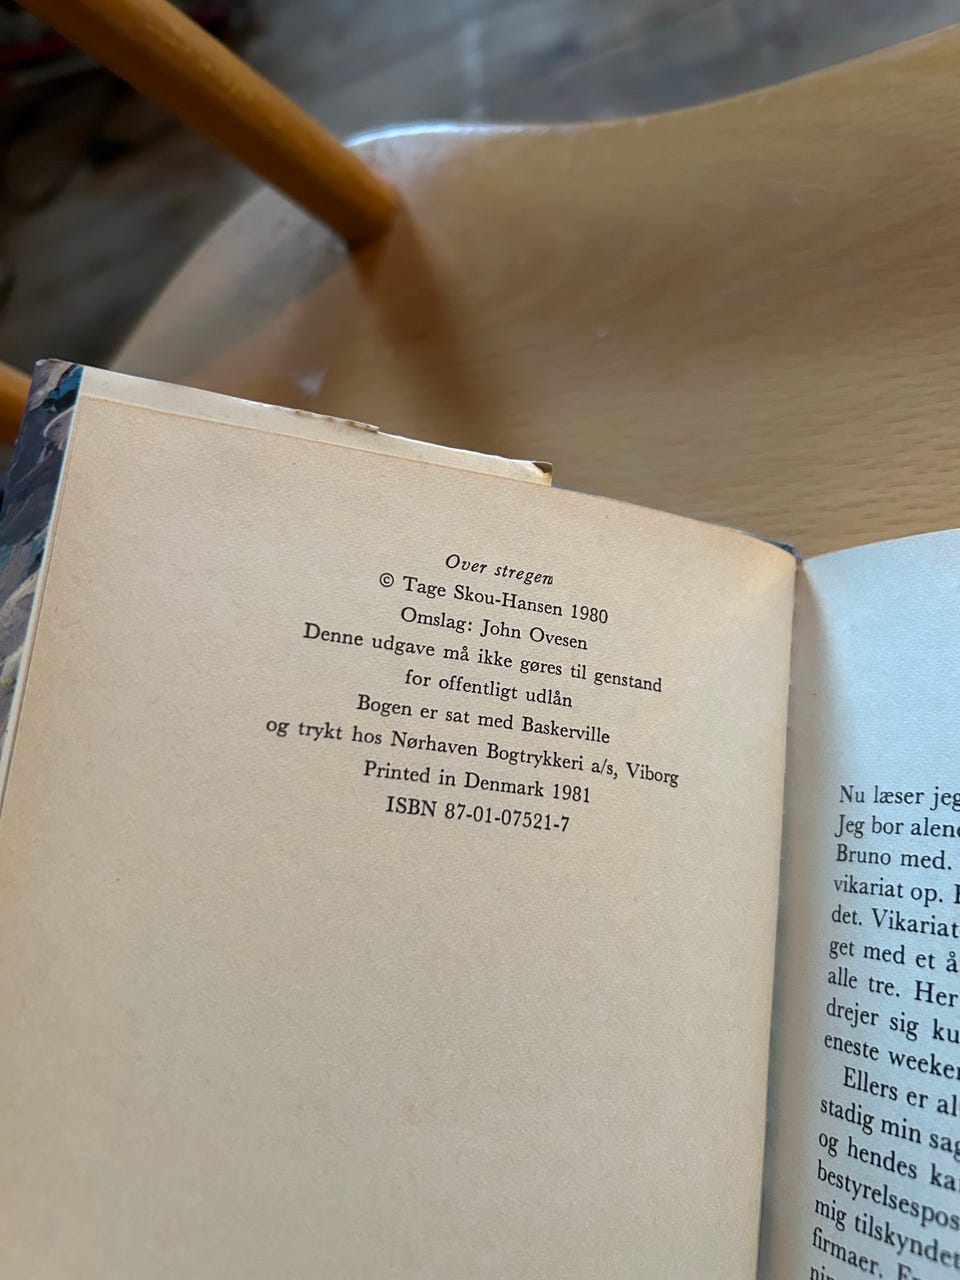 Over stregen
© Tage Skou-Hansen 1980
Omslag: John Ovesen
Denne udgave må ikke gøres til genstand
for offentligt udlån
Bogen er sat med Baskerville
og trykt hos Nørhaven Bogtrykkeri a/s, Viborg
Printed in Denmark 1981
ISBN 87-01-07521-7
Nu læser jeg
Jeg bor alene
Bruno med.
vikariat op.
det. Vikariat
get med et å
alle tre. Her
drejer sig ku
eneste weeken
Ellers er al
stadig min sag
og hendes ka
bestyrelsespos
mig tilskyndet
firmaer.